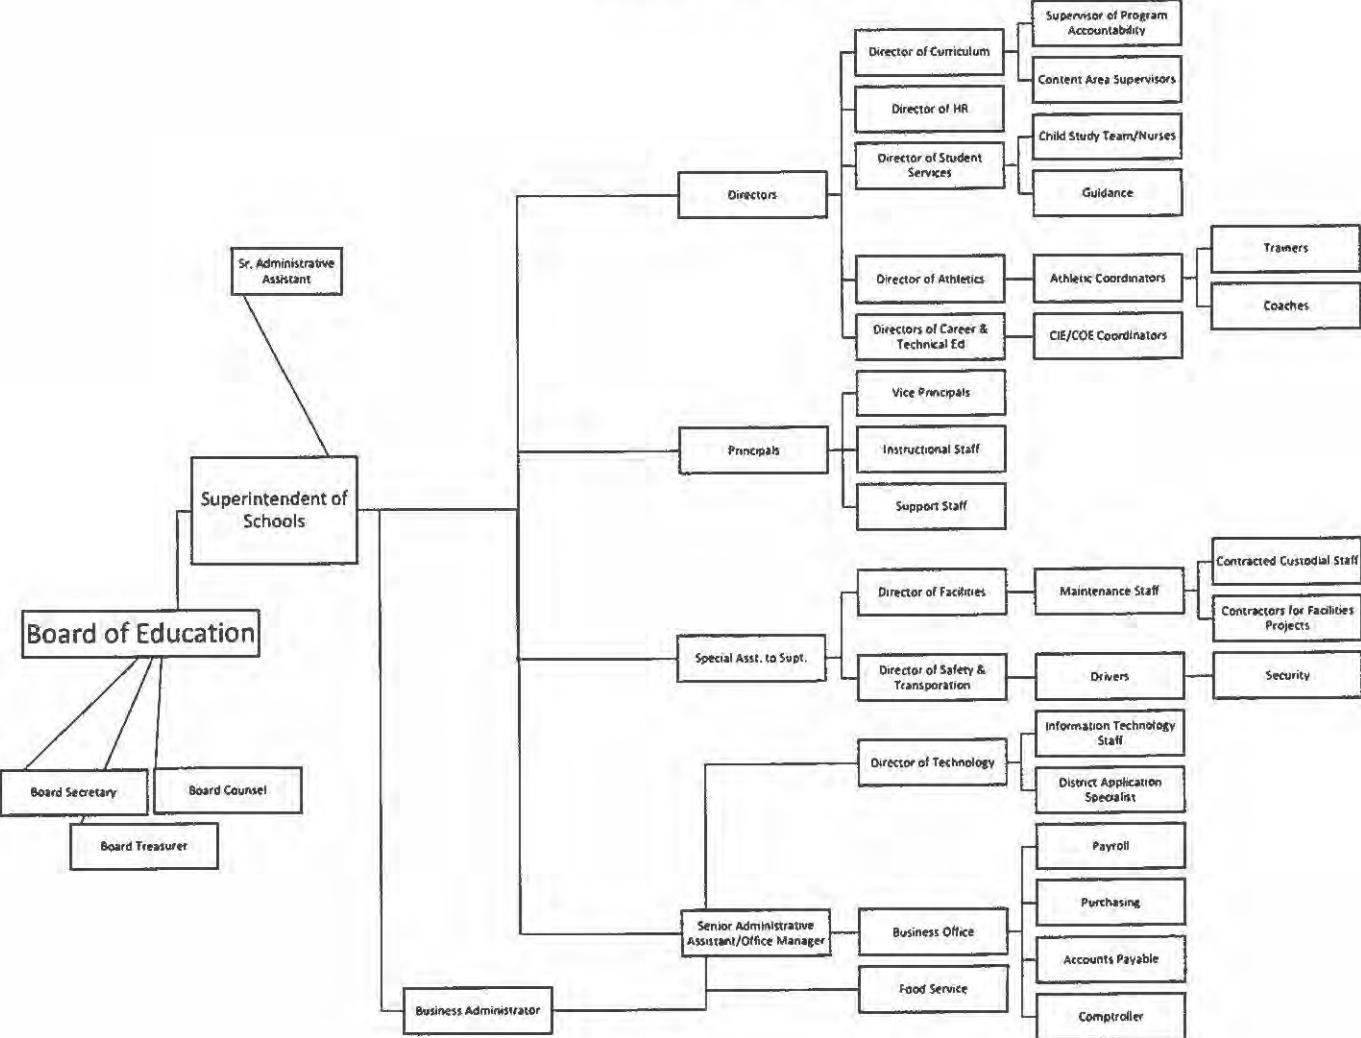 Supervisor of Program
Accountability
Director of Curriculum
Content Area Supervisors
Director of HR
Child Study Team/Nurses
Director of Student
Services
Guidance
Directors
Trainers
Sr. Administrative
Assistant
Director of Athletics
Athletic Coordinators
Coaches
Directors of Career &
Technical Ed
CIE/COE Coordinators
Vice Principals
Principals
Instructional Staff
Superintendent of
Schools
Support Staff
Contracted Custodial Staff
Director of Facilities
Maintenance Staff
Contractors for Facilities
Projects
Board of Education
Special Asst. to Supt.
Director of Safety &
Transporation
Drivers
Security
Information Technology
Staff
Director of Technology
District Application
Specialist
Board Secretary
Board Counsel
Board Treasurer
Payroll
Purchasing
Senior Administrative
Assistant/Office Manager
Business Office
Accounts Payable
Food Service
Business Administrator
Comptroller